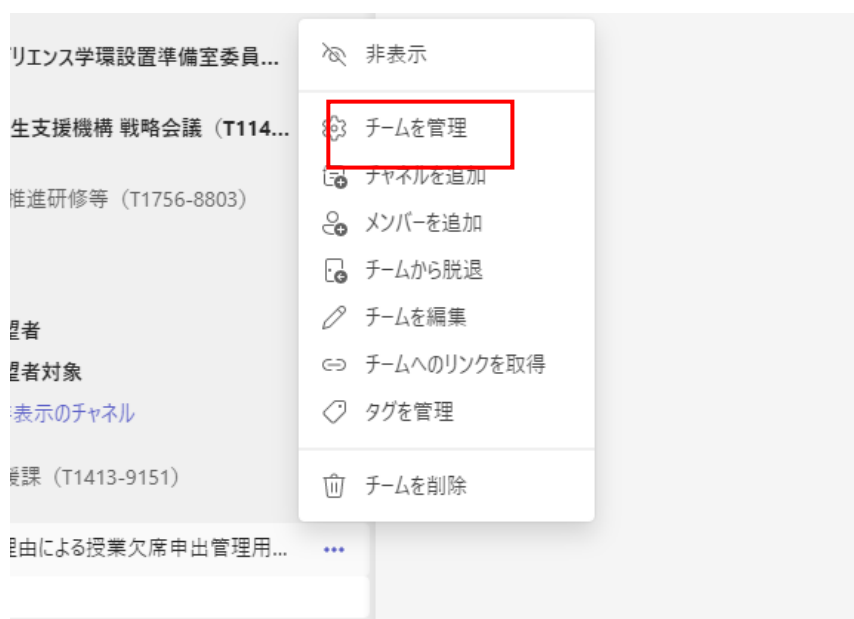 リエンス学環設置準備室委員...
生支援機構 戦略会議（T114...
推進研修等（T1756-8803）
望者
望者対象
表示のチャネル
援課（T1413-9151）
理由による授業欠席申出管理用...
非表示
チームを管理
チャネルを追加
メンバーを追加
チームから脱退
チームを編集
チームへのリンクを取得
タグを管理
チームを削除